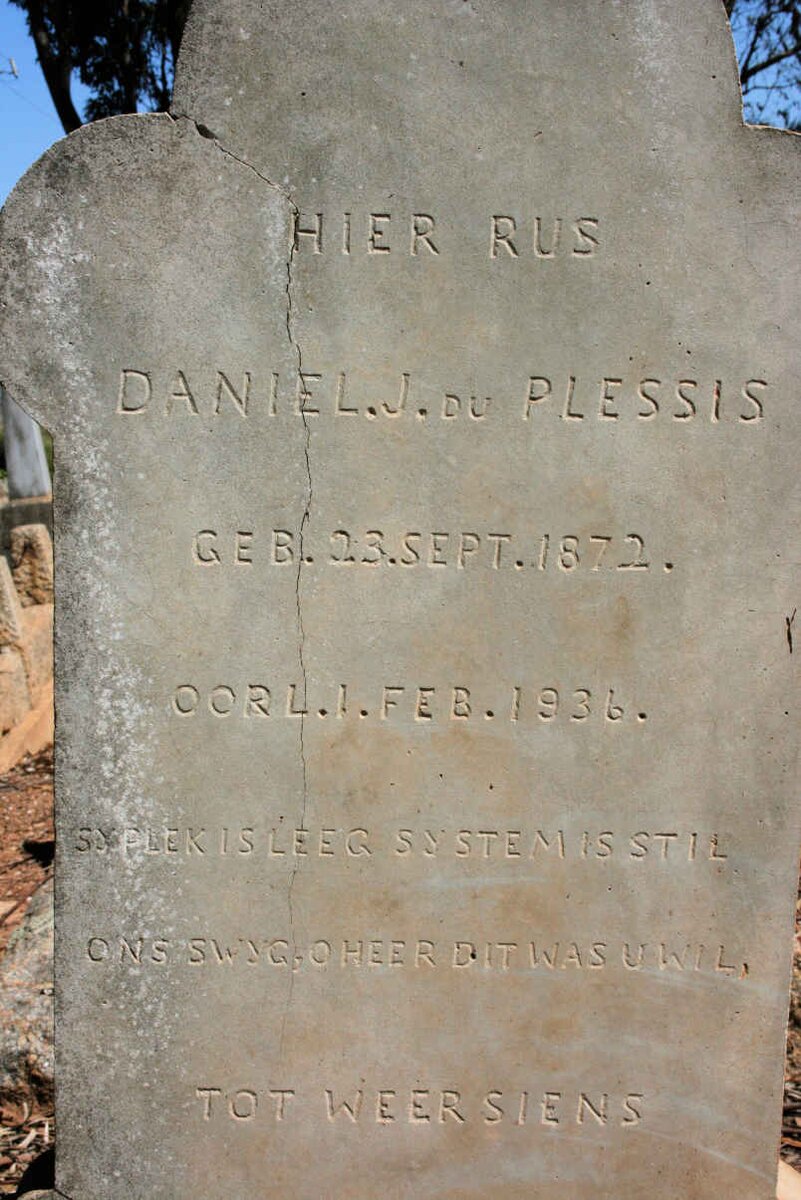 HIER RUS
DANIEL.J. DU PLESSIS
GEB. 23.SEPT.1872.
OORL.1.FEB.1936.
SY PLEK IS LEEG SY STEM IS STIL
ONS SWYG, O HEER DIT WAS U WIL,
TOT WEERSIENS